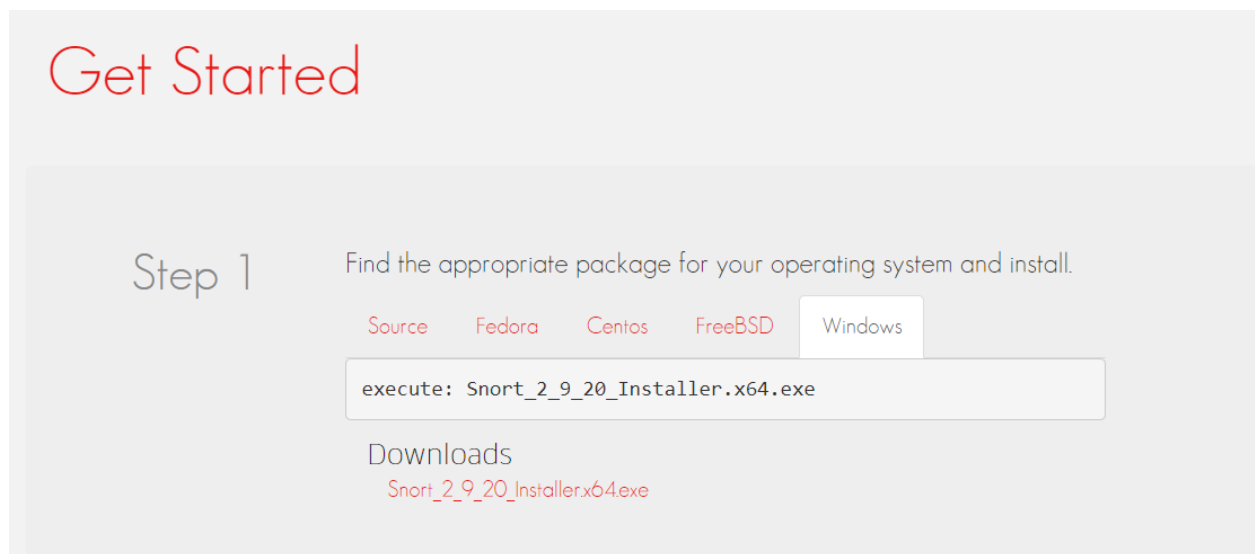 Get Started
Step 1
Find the appropriate package for your operating system and install.
Source Fedora Centos FreeBSD Windows
execute: Snort_2_9_20_Installer.x64.exe
Downloads
Snort_2_9_20_Installer.x64.exe